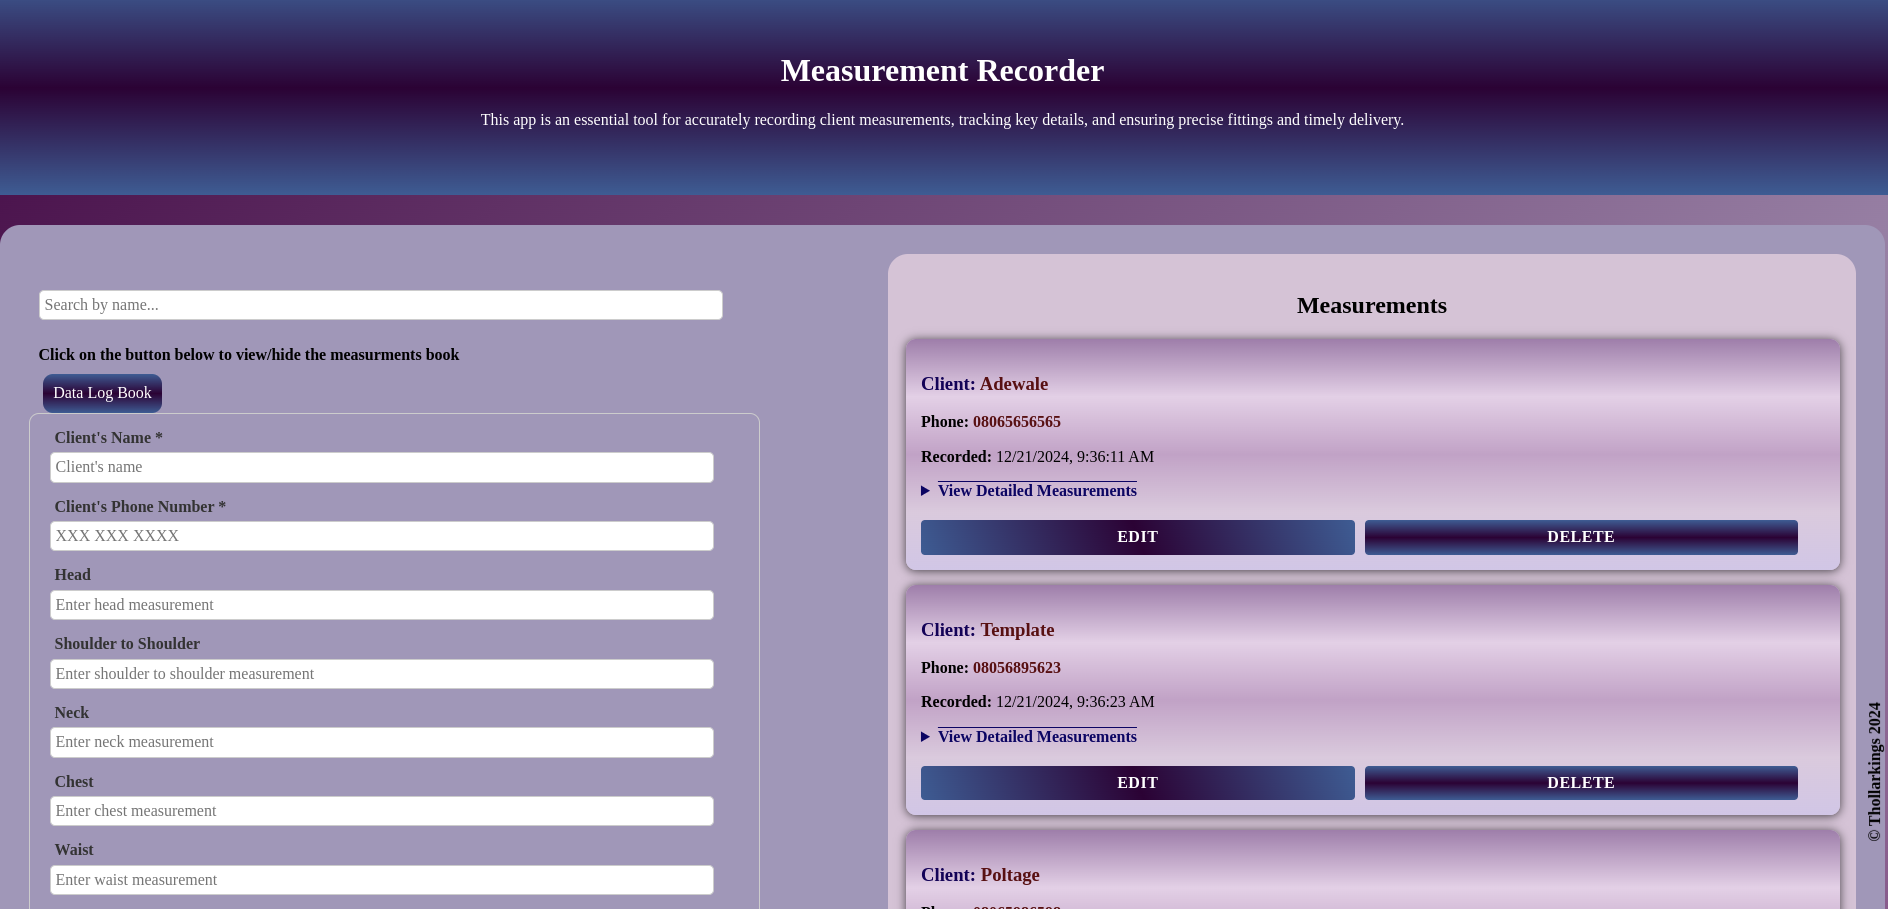 Measurement Recorder
This app is an essential tool for accurately recording client measurements, tracking key details, and ensuring precise fittings and timely delivery.
Search by name...
Click on the button below to view/hide the measurments book
Data Log Book
Client's Name *
Client's name
Client's Phone Number *
XXX XXX XXXX
Head
Enter head measurement
Shoulder to Shoulder
Enter shoulder to shoulder measurement
Neck
Enter neck measurement
Chest
Enter chest measurement
Waist
Enter waist measurement
Measurements
Client: Adewale
Phone: 08065656565
Recorded: 12/21/2024, 9:36:11 AM
View Detailed Measurements
EDIT DELETE
Client: Template
Phone: 08056895623
Recorded: 12/21/2024, 9:36:23 AM
View Detailed Measurements
EDIT DELETE
Client: Poltage
© Thollarkings 2024